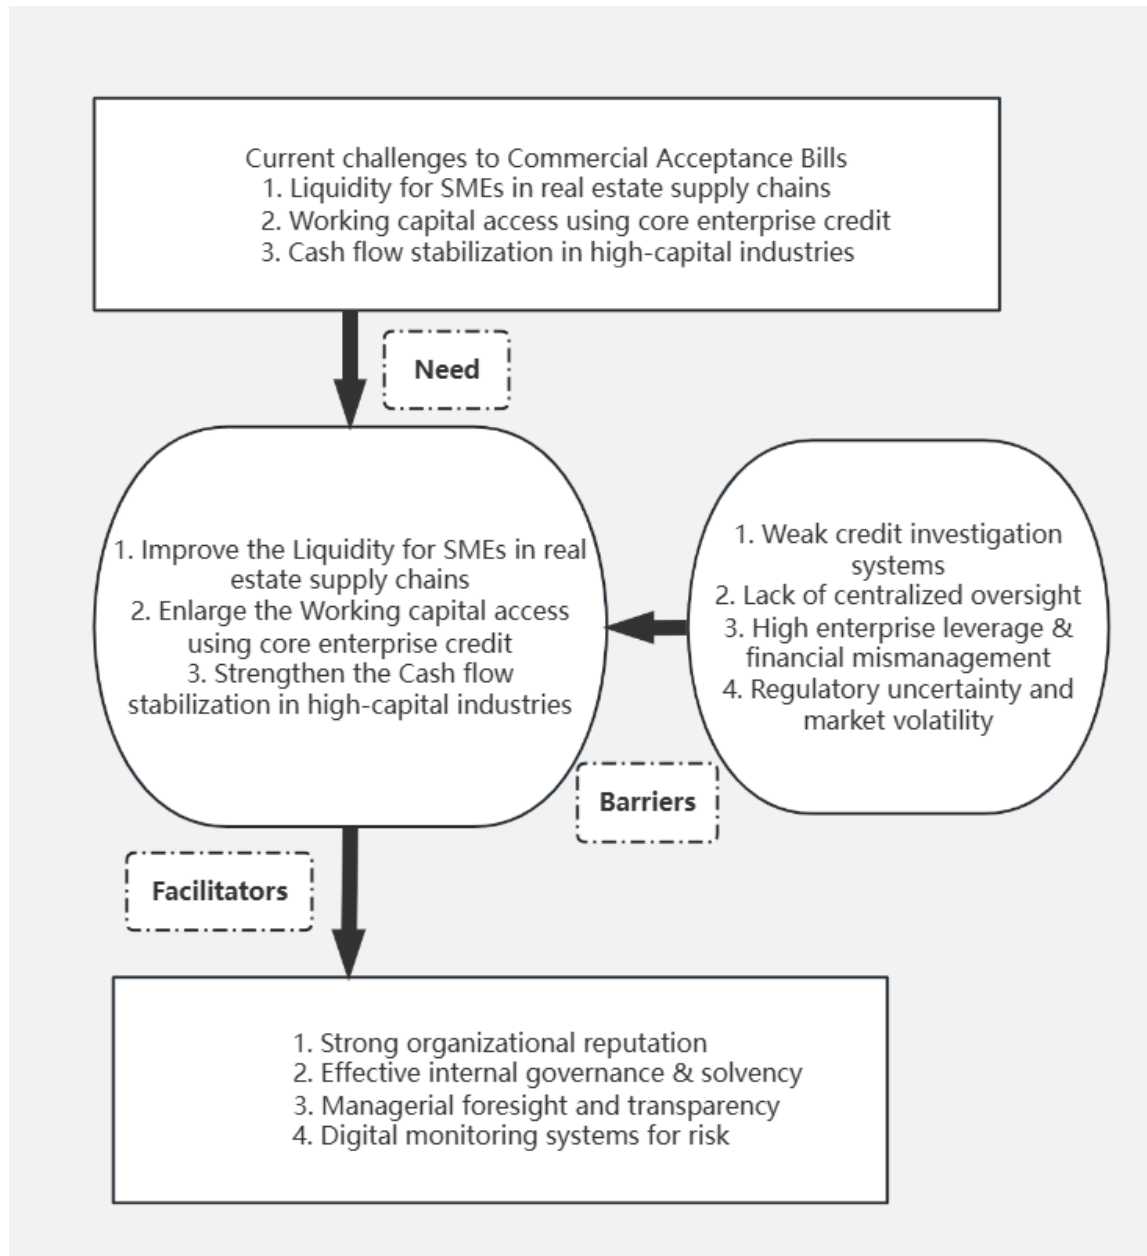 Current challenges to Commercial Acceptance Bills
1. Liquidity for SMEs in real estate supply chains
2. Working capital access using core enterprise credit
3. Cash flow stabilization in high-capital industries
Need
1. Improve the Liquidity for SMEs in real
estate supply chains
2. Enlarge the Working capital access
using core enterprise credit
3. Strengthen the Cash flow
stabilization in high-capital industries
1. Weak credit investigation
systems
2. Lack of centralized oversight
3. High enterprise leverage &
financial mismanagement
4. Regulatory uncertainty and
market volatility
Barriers
Facilitators
1. Strong organizational reputation
2. Effective internal governance & solvency
3. Managerial foresight and transparency
4. Digital monitoring systems for risk